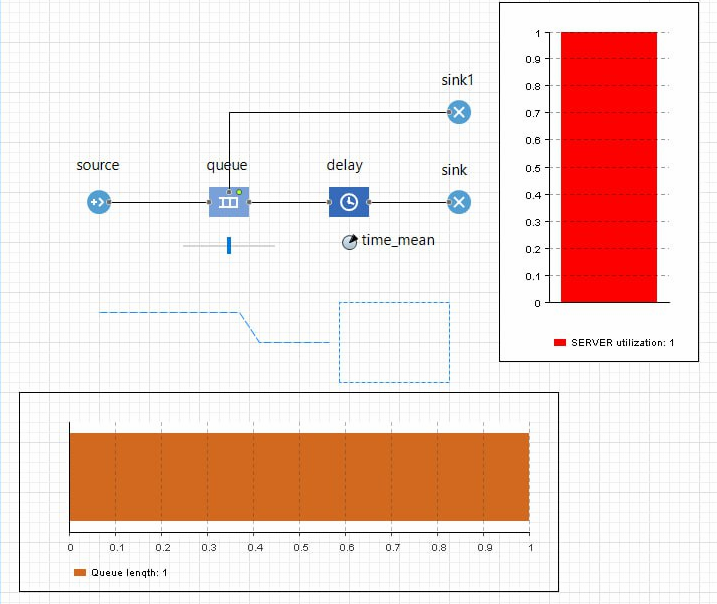 sink1
source
queue
delay
sink
time_mean
1
0.9
0.8
0.7
0.6
0.5
0.4
0.3
0.2
0.1
0
SERVER utilization: 1
0 0.1 0.2 0.3 0.4 0.5 0.6 0.7 0.8 0.9 1
Queue length: 1